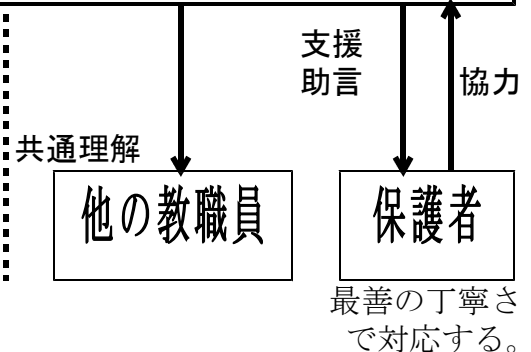 支援
助言
協力
共通理解
他の教職員
保護者
最善の丁寧さ
で対応する。